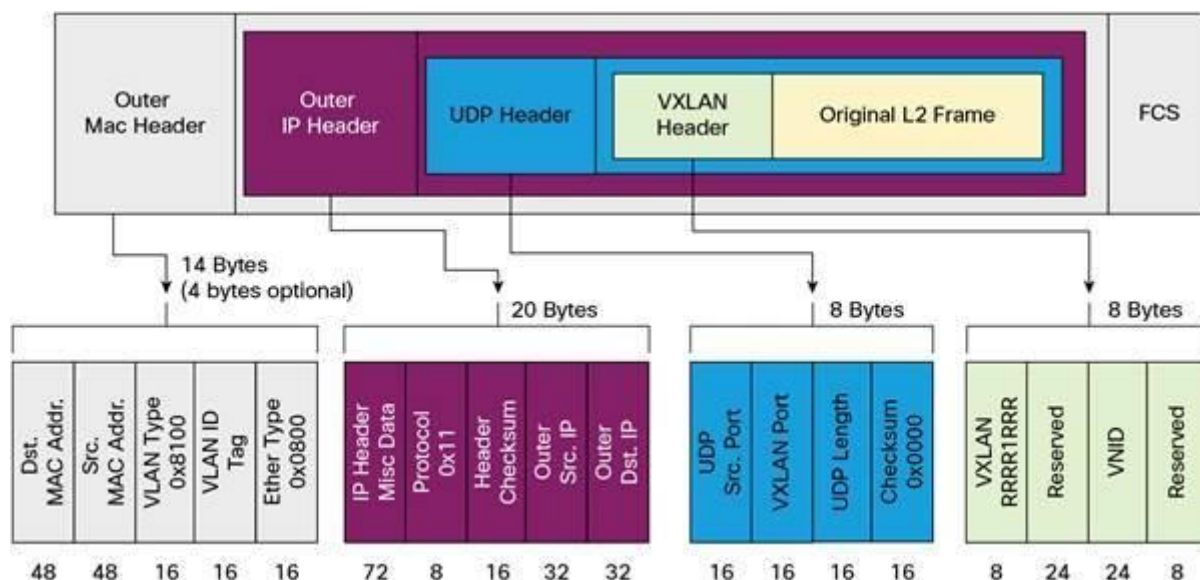 Outer
Mac Header
Outer
IP Header
UDP Header
VXLAN
Header
Original L2 Frame
FCS
14 Bytes
(4 bytes optional)
20 Bytes
8 Bytes
8 Bytes
Dst.
MAC Addr.
Src.
MAC Addr.
VLAN Type
0x8100
VLAN ID
Tag
Ether Type
0x0800
IP Header
Misc Data
Protocol
0x11
Header
Checksum
Outer
Src. IP
Outer
Dst. IP
UDP
Src. Port
VXLAN Port
UDP Length
Checksum
0x0000
VXLAN
RRRR1RRR
Reserved
VNID
Reserved
48 48 16 16 16 72 8 16 32 32 16 16 16 16 8 24 24 8